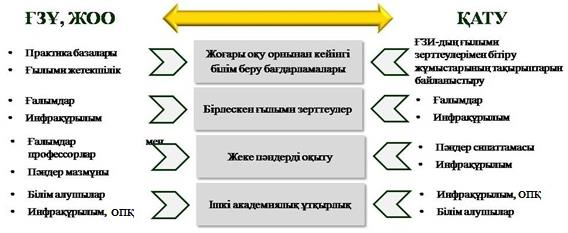 ҒЗҰ, ЖОО
ҚАТУ
• Практика базалары
• Ғылыми жетекшілік
Жоғары оқу орнынан кейінгі
білім беру бағдарламалары
• ҒЗИ-дың ғылыми
зерттеулерімен бітіру
жұмыстарының тақырыптарын
байланыстыру
• Ғалымдар
• Инфрақұрылым
Бірлескен ғылыми зерттеулер
• Ғалымдар
• Инфрақұрылым
• Ғалымдар мен
профессорлар
• Пәндер мазмұны
Жеке пәндерді оқыту
• Пәндер сипаттамасы
• Инфрақұрылым
• Білім алушылар
• Инфрақұрылым, ОПҚ
Ішкі академиялық ұтқырлық
• Инфрақұрылым, ОПҚ
• Білім алушылар